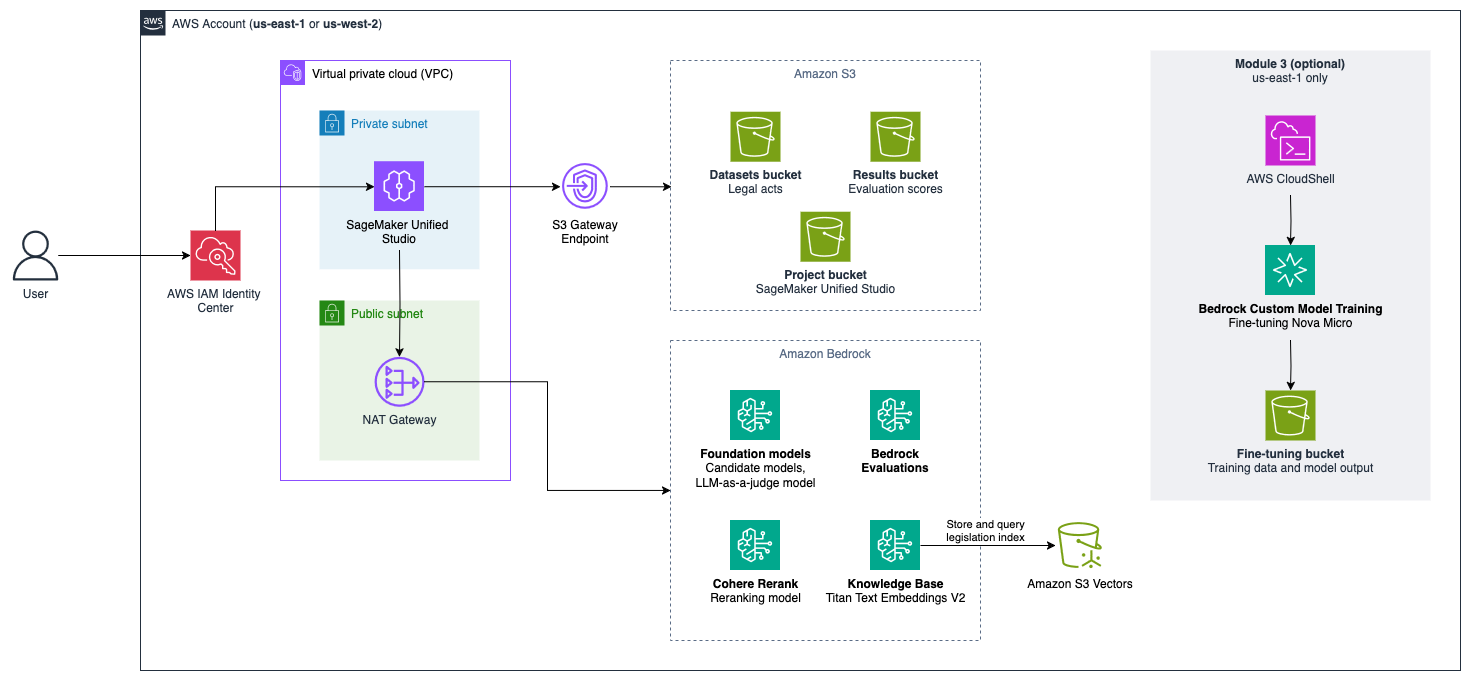 aws
AWS Account (us-east-1 or us-west-2)
User
AWS IAM Identity
Center
Virtual private cloud (VPC)
Private subnet
SageMaker Unified
Studio
Public subnet
NAT Gateway
S3 Gateway
Endpoint
Amazon S3
Datasets bucket
Legal acts
Results bucket
Evaluation scores
Project bucket
SageMaker Unified Studio
Amazon Bedrock
Foundation models
Candidate models,
LLM-as-a-judge model
Bedrock
Evaluations
Cohere Rerank
Reranking model
Knowledge Base
Titan Text Embeddings V2
Store and query
legislation index
Amazon S3 Vectors
Module 3 (optional)
us-east-1 only
AWS CloudShell
Bedrock Custom Model Training
Fine-tuning Nova Micro
Fine-tuning bucket
Training data and model output